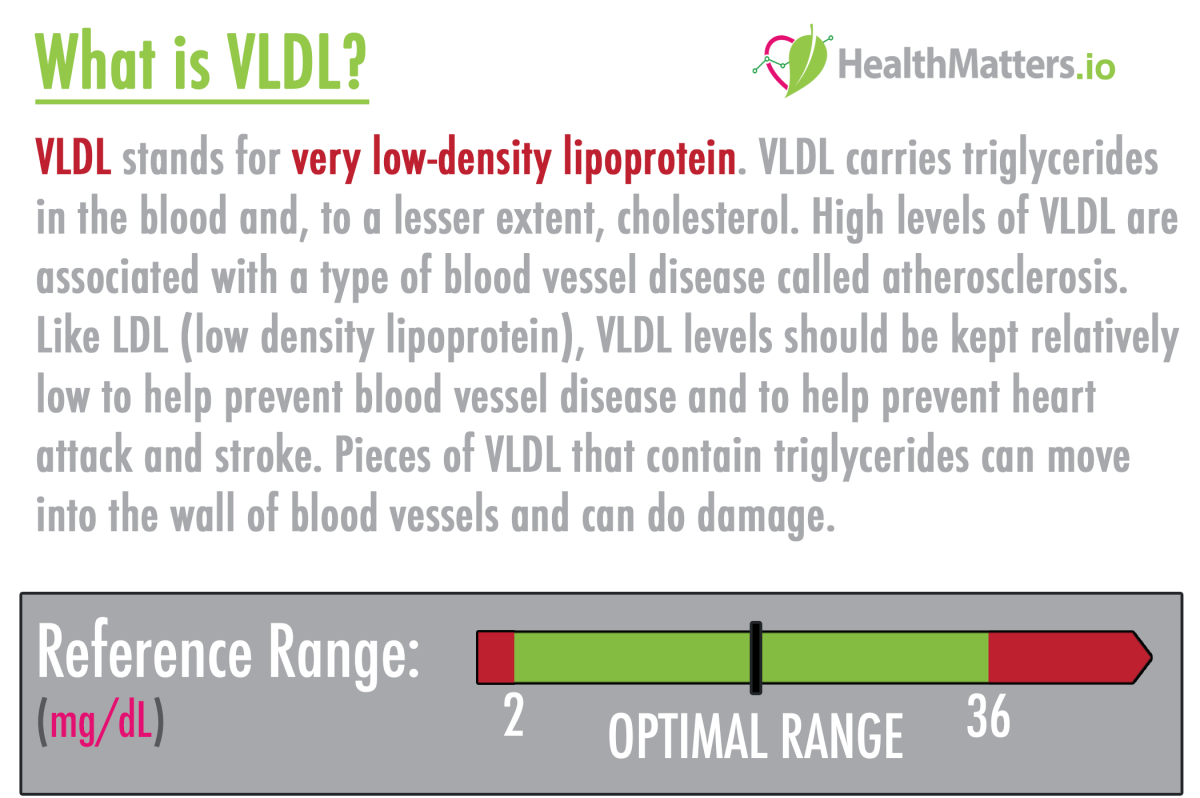 What is VLDL?
HealthMatters.io
VLDL stands for very low-density lipoprotein. VLDL carries triglycerides
in the blood and, to a lesser extent, cholesterol. High levels of VLDL are
associated with a type of blood vessel disease called atherosclerosis.
Like LDL (low density lipoprotein), VLDL levels should be kept relatively
low to help prevent blood vessel disease and to help prevent heart
attack and stroke. Pieces of VLDL that contain triglycerides can move
into the wall of blood vessels and can do damage.
Reference Range:
(mg/dL)
2
OPTIMAL RANGE
36